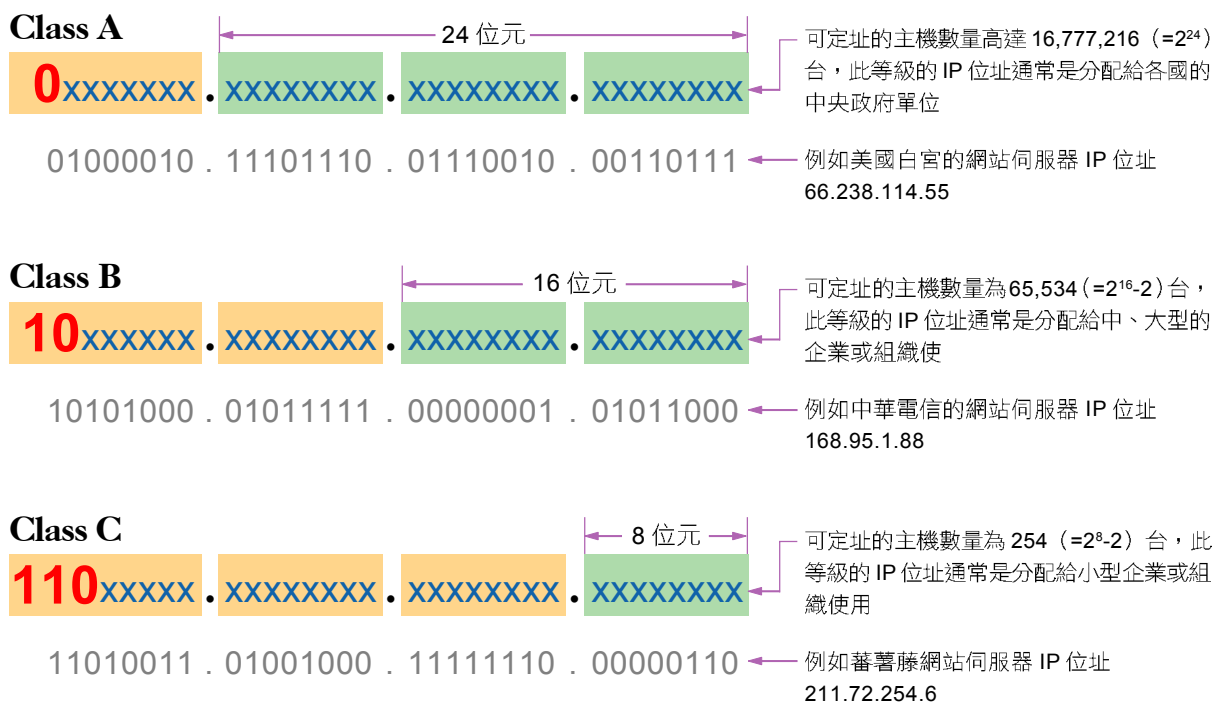 Class A
24 位元
0xxxxxxx.xxxxxxxx.xxxxxxxx.xxxxxxxx
可定址的主機數量高達 16,777,216（=2²⁴）
台，此等級的 IP 位址通常是分配給各國的
中央政府單位
01000010 . 11101110 . 01110010 . 00110111
例如美國白宮的網站伺服器 IP 位址
66.238.114.55
Class B
16 位元
10xxxxxx.xxxxxxxx.xxxxxxxx.xxxxxxxx
可定址的主機數量為65,534（=2¹⁶-2）台，
此等級的 IP 位址通常是分配給中、大型的
企業或組織使
10101000 . 01011111 . 00000001 . 01011000
例如中華電信的網站伺服器 IP 位址
168.95.1.88
Class C
8 位元
110xxxxx.xxxxxxxx.xxxxxxxx.xxxxxxxx
可定址的主機數量為 254（=2⁸-2）台，此
等級的 IP 位址通常是分配給小型企業或組
織使用
11010011 . 01001000 . 11111110 . 00000110
例如蕃薯藤網站伺服器 IP 位址
211.72.254.6